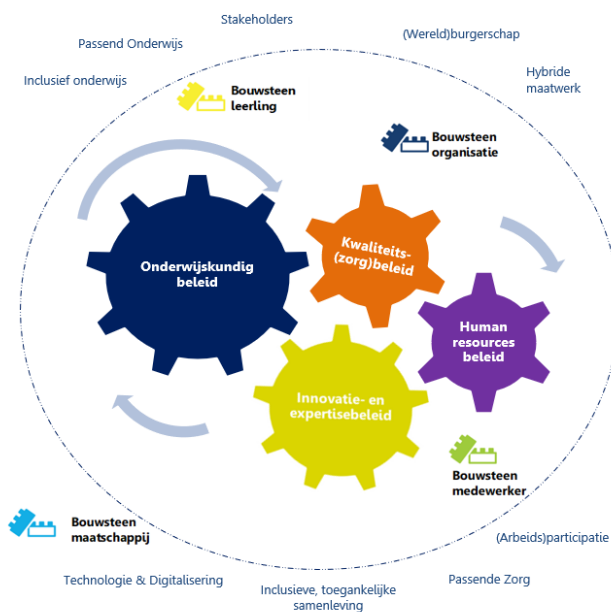 Stakeholders
(Wereld)burgerschap
Passend Onderwijs
Hybride
maatwerk
Inclusief onderwijs
Bouwsteen
leerling
Bouwsteen
organisatie
Kwaliteits-
(zorg)beleid
Onderwijskundig
beleid
Human
resources
beleid
Innovatie- en
expertisebeleid
Bouwsteen
medewerker
Bouwsteen
maatschappij
(Arbeids)participatie
Technologie & Digitalisering
Inclusieve, toegankelijke
samenleving
Passende Zorg